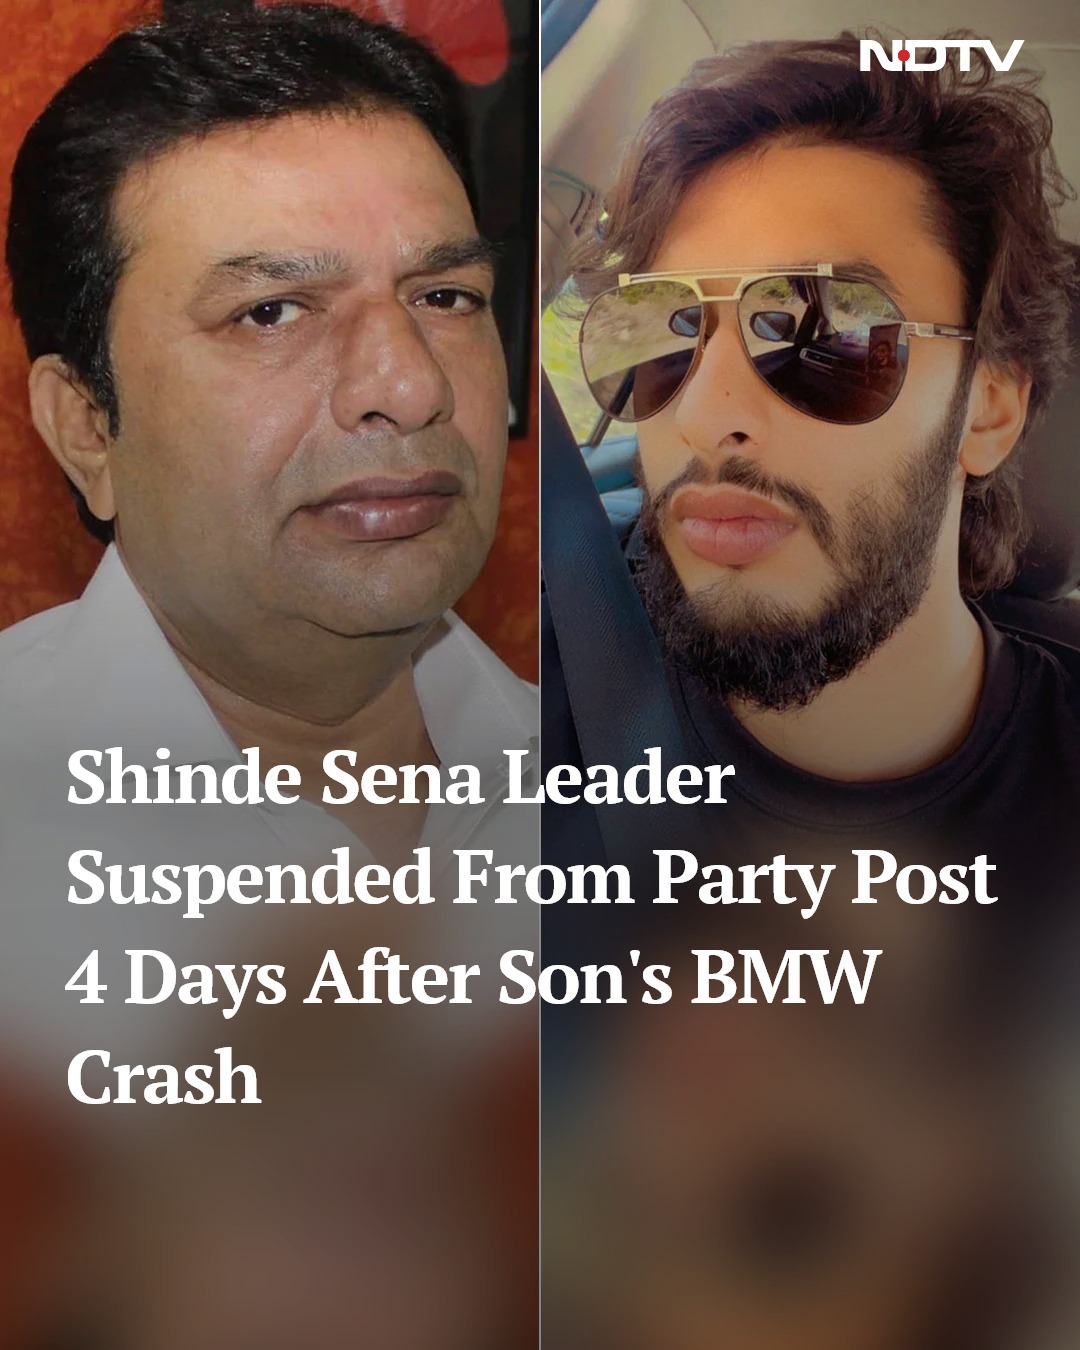 NDTV
Shinde Sena Leader
Suspended From Party Post
4 Days After Son's BMW
Crash